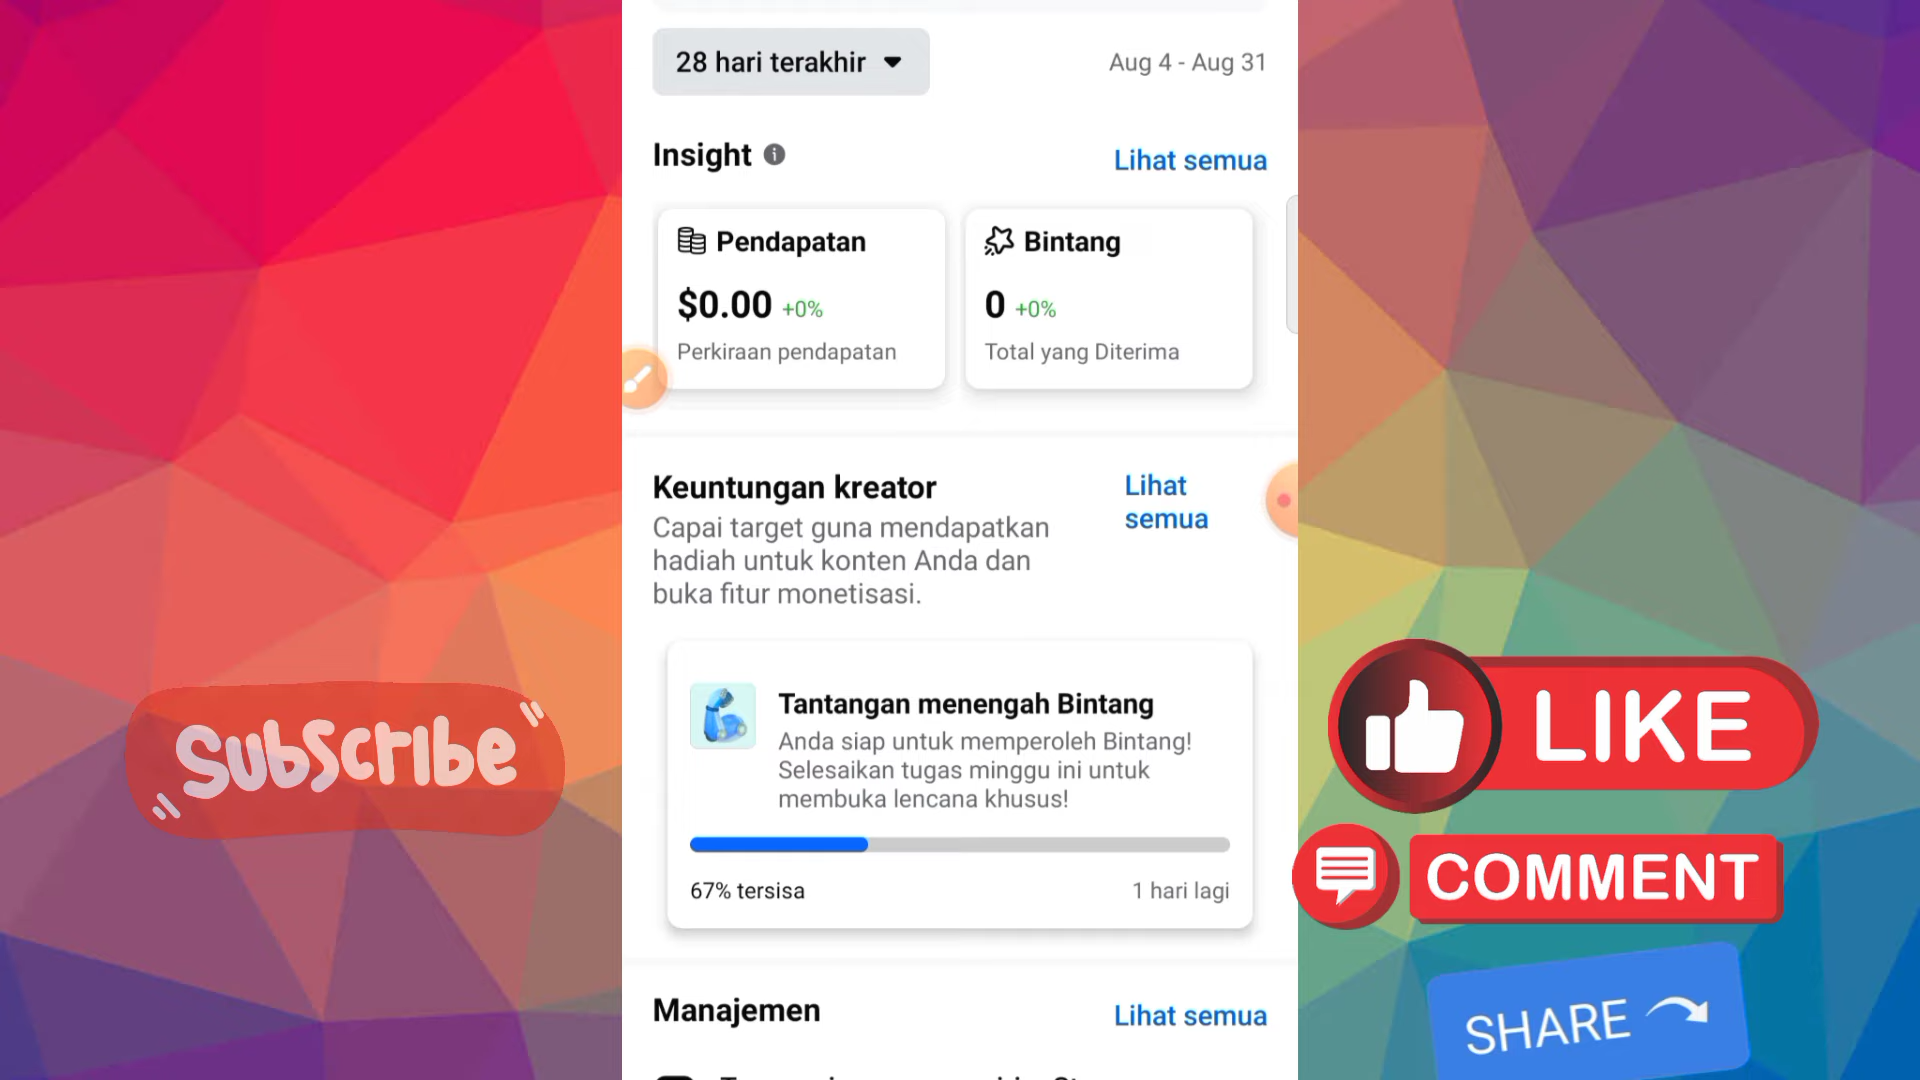 28 hari terakhir
Aug 4 - Aug 31
Insight
Lihat semua
Pendapatan
$0.00 +0%
Perkiraan pendapatan
Bintang
0 +0%
Total yang Diterima
Keuntungan kreator
Capai target guna mendapatkan
hadiah untuk konten Anda dan
buka fitur monetisasi.
Lihat
semua
Tantangan menengah Bintang
Anda siap untuk memperoleh Bintang!
Selesaikan tugas minggu ini untuk
membuka lencana khusus!
67% tersisa
1 hari lagi
Manajemen
Lihat semua
Subscribe
LIKE
COMMENT
SHARE